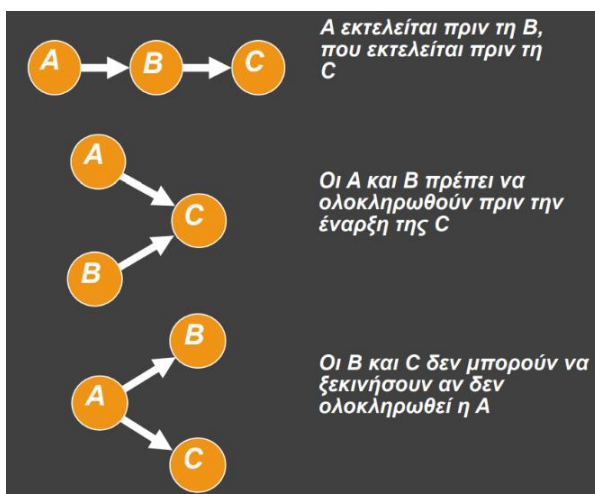 A B C
Α εκτελείται πριν τη Β,
που εκτελείται πριν τη
C
A
C
B
Οι Α και Β πρέπει να
ολοκληρωθούν πριν την
έναρξη της C
B
A
C
Οι Β και C δεν μπορούν να
ξεκινήσουν αν δεν
ολοκληρωθεί η Α